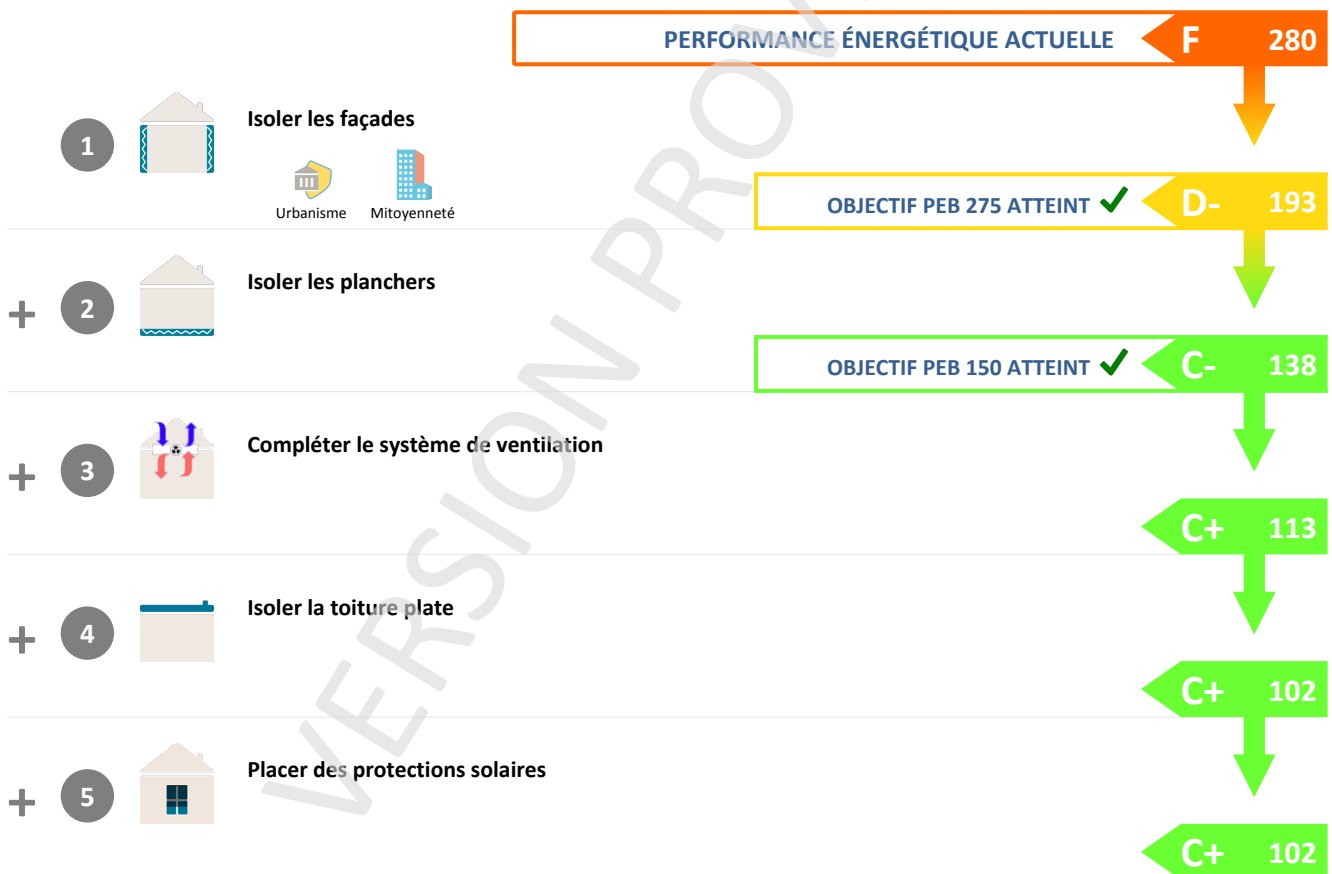 PERFORMANCE ÉNERGÉTIQUE ACTUELLE F 280
1 Isoler les façades
Urbanisme Mitoyenneté
OBJECTIF PEB 275 ATTEINT ✓ D- 193
+ 2 Isoler les planchers
OBJECTIF PEB 150 ATTEINT ✓ C- 138
+ 3 Compléter le système de ventilation
C+ 113
+ 4 Isoler la toiture plate
C+ 102
+ 5 Placer des protections solaires
C+ 102
VERSION PROV